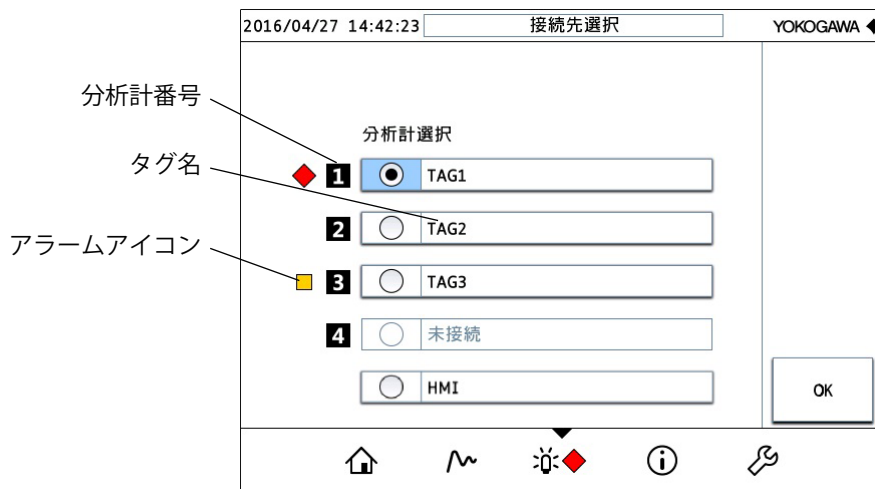 2016/04/27 14:42:23 接続先選択 YOKOGAWA
分析計番号
分析計選択
タグ名
1 TAG1
2 TAG2
アラームアイコン
3 TAG3
4 未接続
HMI
OK